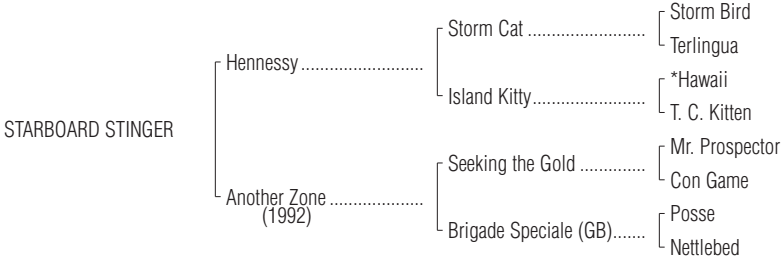 Storm Bird
Storm Cat ..........................
Terlingua
Hennessy ...........................
*Hawaii
Island Kitty.........................
T. C. Kitten
STARBOARD STINGER
Mr. Prospector
Seeking the Gold ...............
Con Game
Another Zone .....................
(1992)
Posse
Brigade Speciale (GB).......
Nettlebed